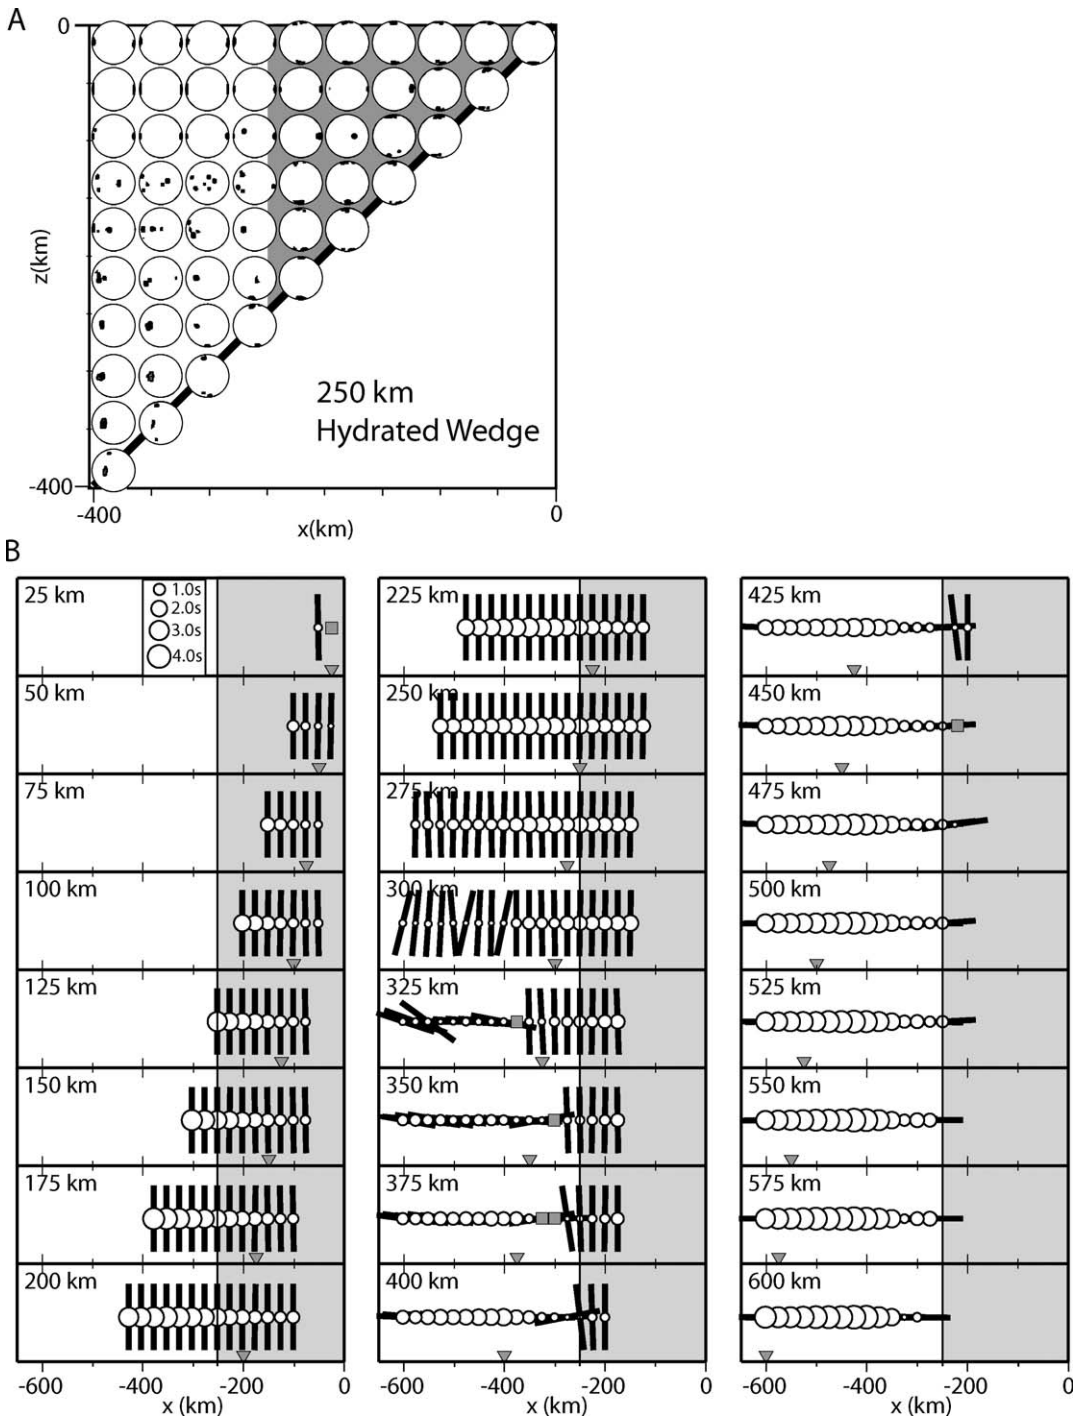 A
0
z(km)
250 km
Hydrated Wedge
-400
-400
0
x(km)
B
25 km
1.0s
2.0s
3.0s
4.0s
50 km
75 km
100 km
125 km
150 km
175 km
200 km
-600
-400
-200
0
x (km)
225 km
250 km
275 km
300 km
325 km
350 km
375 km
400 km
-600
-400
-200
0
x (km)
425 km
450 km
475 km
500 km
525 km
550 km
575 km
600 km
-600
-400
-200
0
x (km)